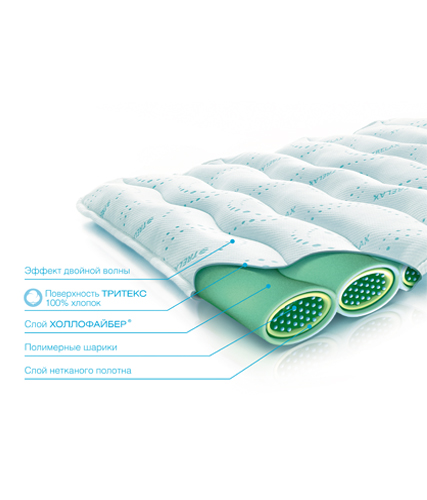 Эффект двойной волны
Поверхность ТРИТЕКС
100% хлопок
Слой ХОЛЛОФАЙБЕР®
Полимерные шарики
Слой нетканого полотна